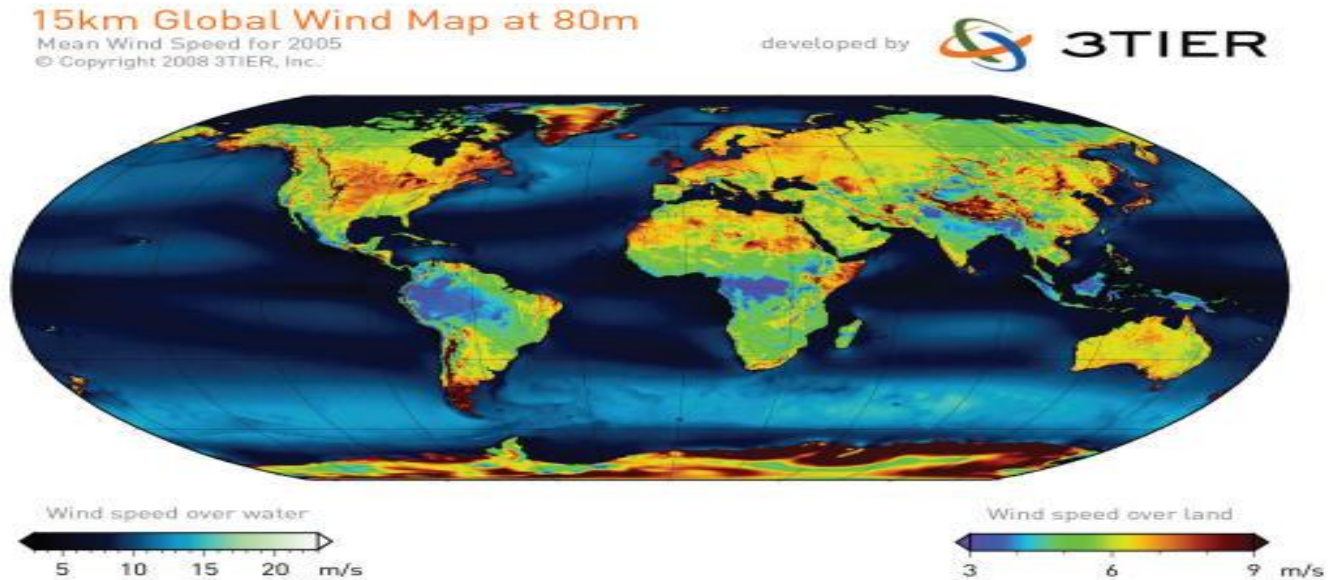 15km Global Wind Map at 80m
Mean Wind Speed for 2005
© Copyright 2008 3TIER, Inc.
developed by 3TIER
Wind speed over water
5 10 15 20 m/s
Wind speed over land
3 6 9 m/s